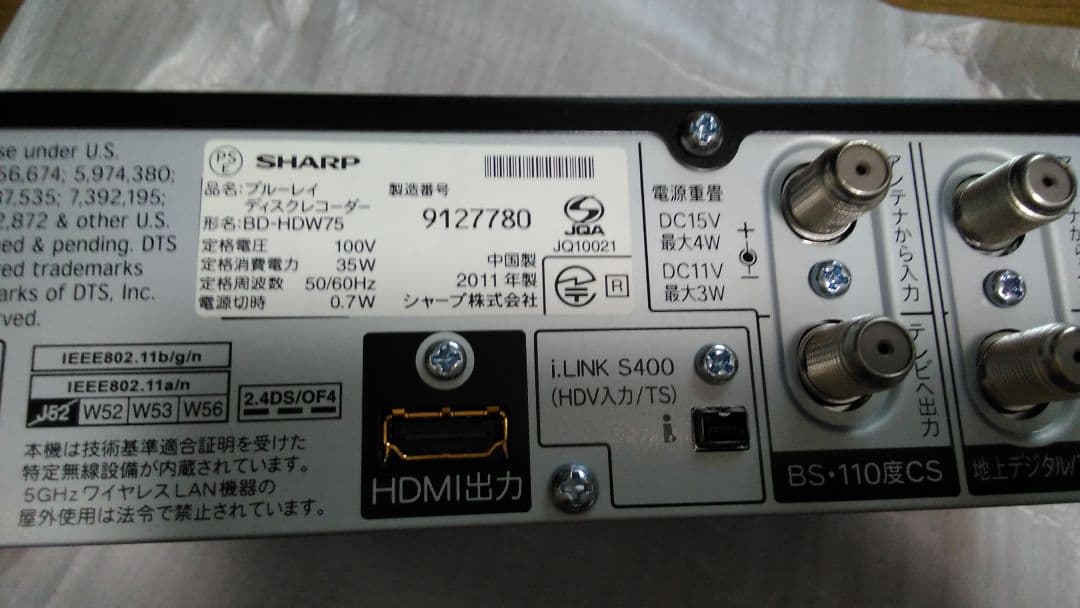 se under U.S.
56,674; 5,974,380;
37,535; 7,392,195;
2,872 & other U.S.
ed & pending. DTS
red trademarks
arks of DTS, Inc.
rved.
PSE SHARP
品名:ブルーレイ
ディスクレコーダー
形名:BD-HDW75
定格電圧 100V
定格消費電力 35W
定格周波数 50/60Hz
電源切時 0.7W
製造番号
9127780
中国製
2011年製
シャープ株式会社
JQA
JQ10021
R
電源重畳
DC15V
最大4W
DC11V
最大3W
+
−
アンテナから入力
テレビへ出力
BS・110度CS
地上デジタル/
IEEE802.11b/g/n
IEEE802.11a/n
J52 W52 W53 W56
2.4DS/OF4
本機は技術基準適合証明を受けた
特定無線設備が内蔵されています。
5GHzワイヤレスLAN機器の
屋外使用は法令で禁止されています。
HDMI出力
i.LINK S400
(HDV入力/TS)
i